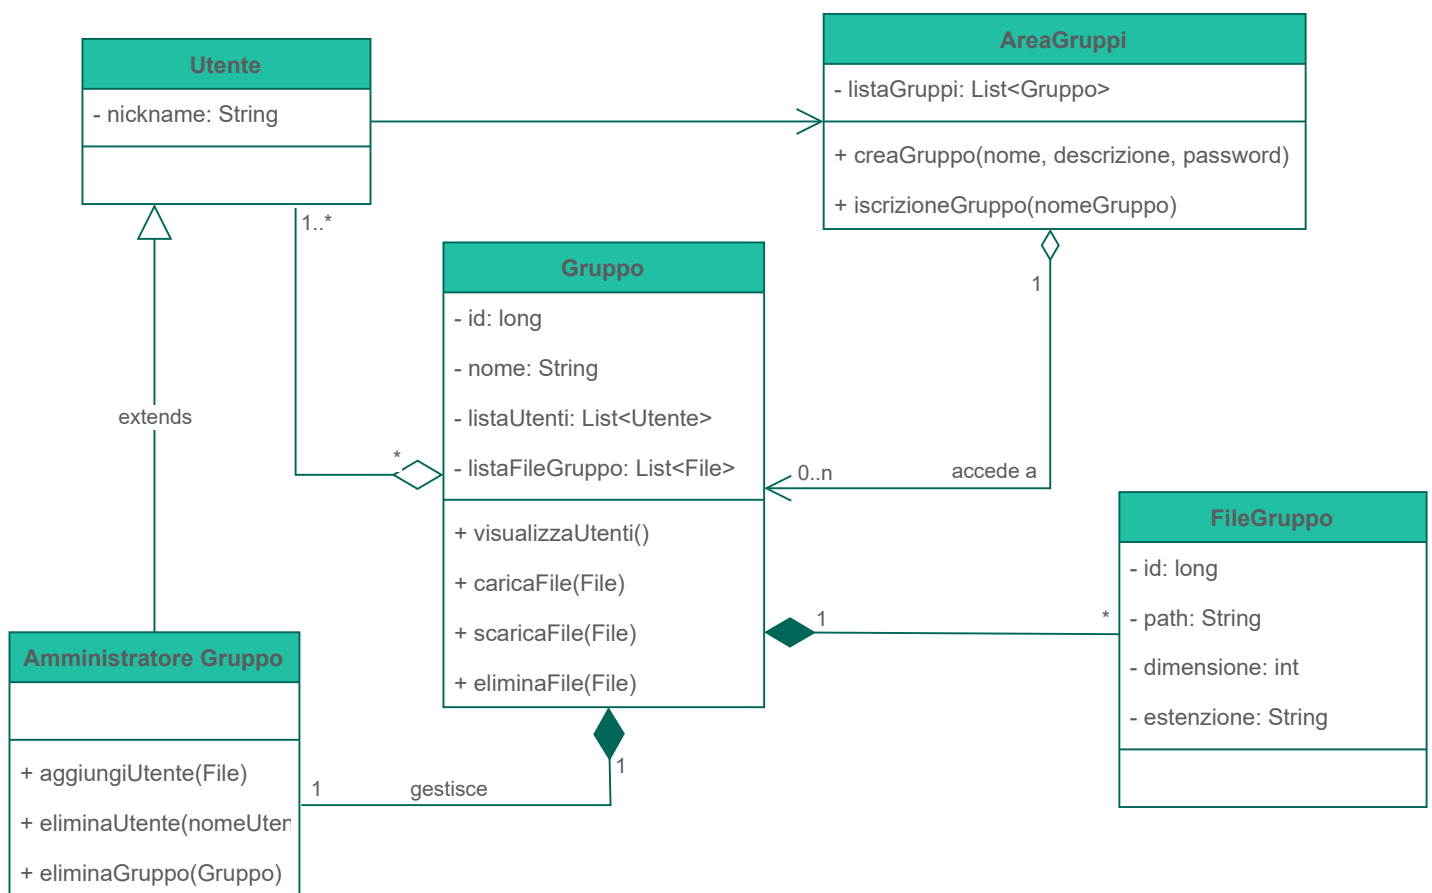 Utente
- nickname: String
1..*
extends
AreaGruppi
- listaGruppi: List<Gruppo>
+ creaGruppo(nome, descrizione, password)
+ iscrizioneGruppo(nomeGruppo)
1
accede a
0..n
Gruppo
- id: long
- nome: String
- listaUtenti: List<Utente>
- listaFileGruppo: List<File>
*
+ visualizzaUtenti()
+ caricaFile(File)
+ scaricaFile(File)
+ eliminaFile(File)
1
*
FileGruppo
- id: long
- path: String
- dimensione: int
- estenzione: String
Amministratore Gruppo
+ aggiungiUtente(File)
+ eliminaUtente(nomeUten
+ eliminaGruppo(Gruppo)
1
gestisce
1